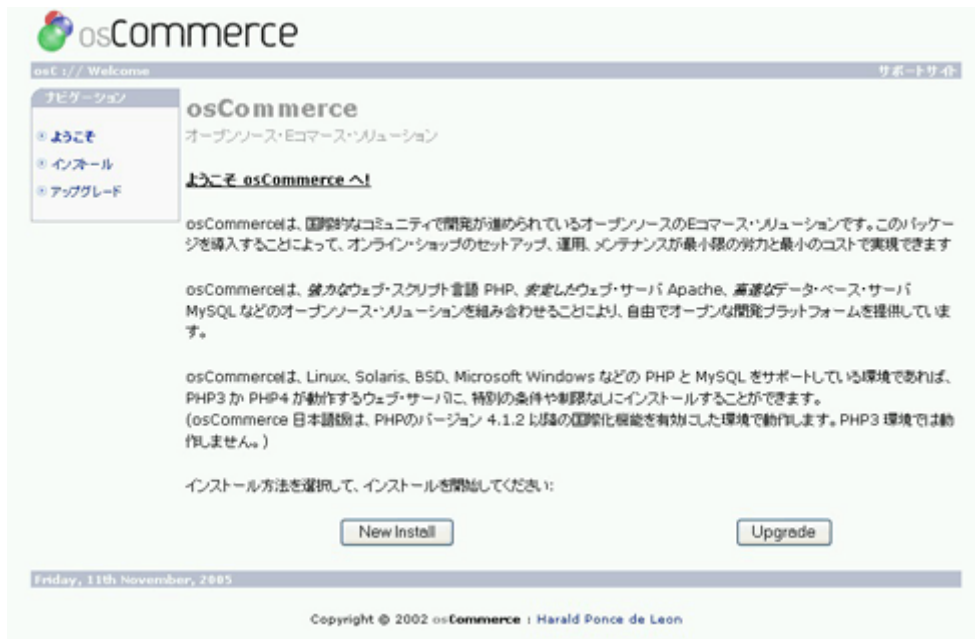 osCommerce
osC :// Welcome サポートサイト
ナビゲーション
ようこそ
インストール
アップグレード
osCommerce
オープンソース・Eコマース・ソリューション
ようこそ osCommerce へ!
osCommerceは、国際的なコミュニティで開発が進められているオープンソースのEコマース・ソリューションです。このパッケー
ジを導入することによって、オンライン・ショップのセットアップ、運用、メンテナンスが最小限の労力と最小のコストで実現できます
osCommerceは、強力なウェブ・スクリプト言語 PHP、安定したウェブ・サーバ Apache、高速なデータ・ベース・サーバ
MySQL などのオープンソース・ソリューションを組み合わせることにより、自由でオープンな開発プラットフォームを提供していま
す。
osCommerceは、Linux, Solaris, BSD, Microsoft Windows などの PHP と MySQL をサポートしている環境であれば、
PHP3 か PHP4 が動作するウェブ・サーバに、特別の条件や制限なしにインストールすることができます。
(osCommerce 日本語版は、PHPのバージョン 4.1.2 以降の国際化機能を有効にした環境で動作します。PHP3 環境では動
作しません。)
インストール方法を選択して、インストールを開始してください:
New Install Upgrade
Friday, 11th November, 2005
Copyright © 2002 osCommerce : Harald Ponce de Leon